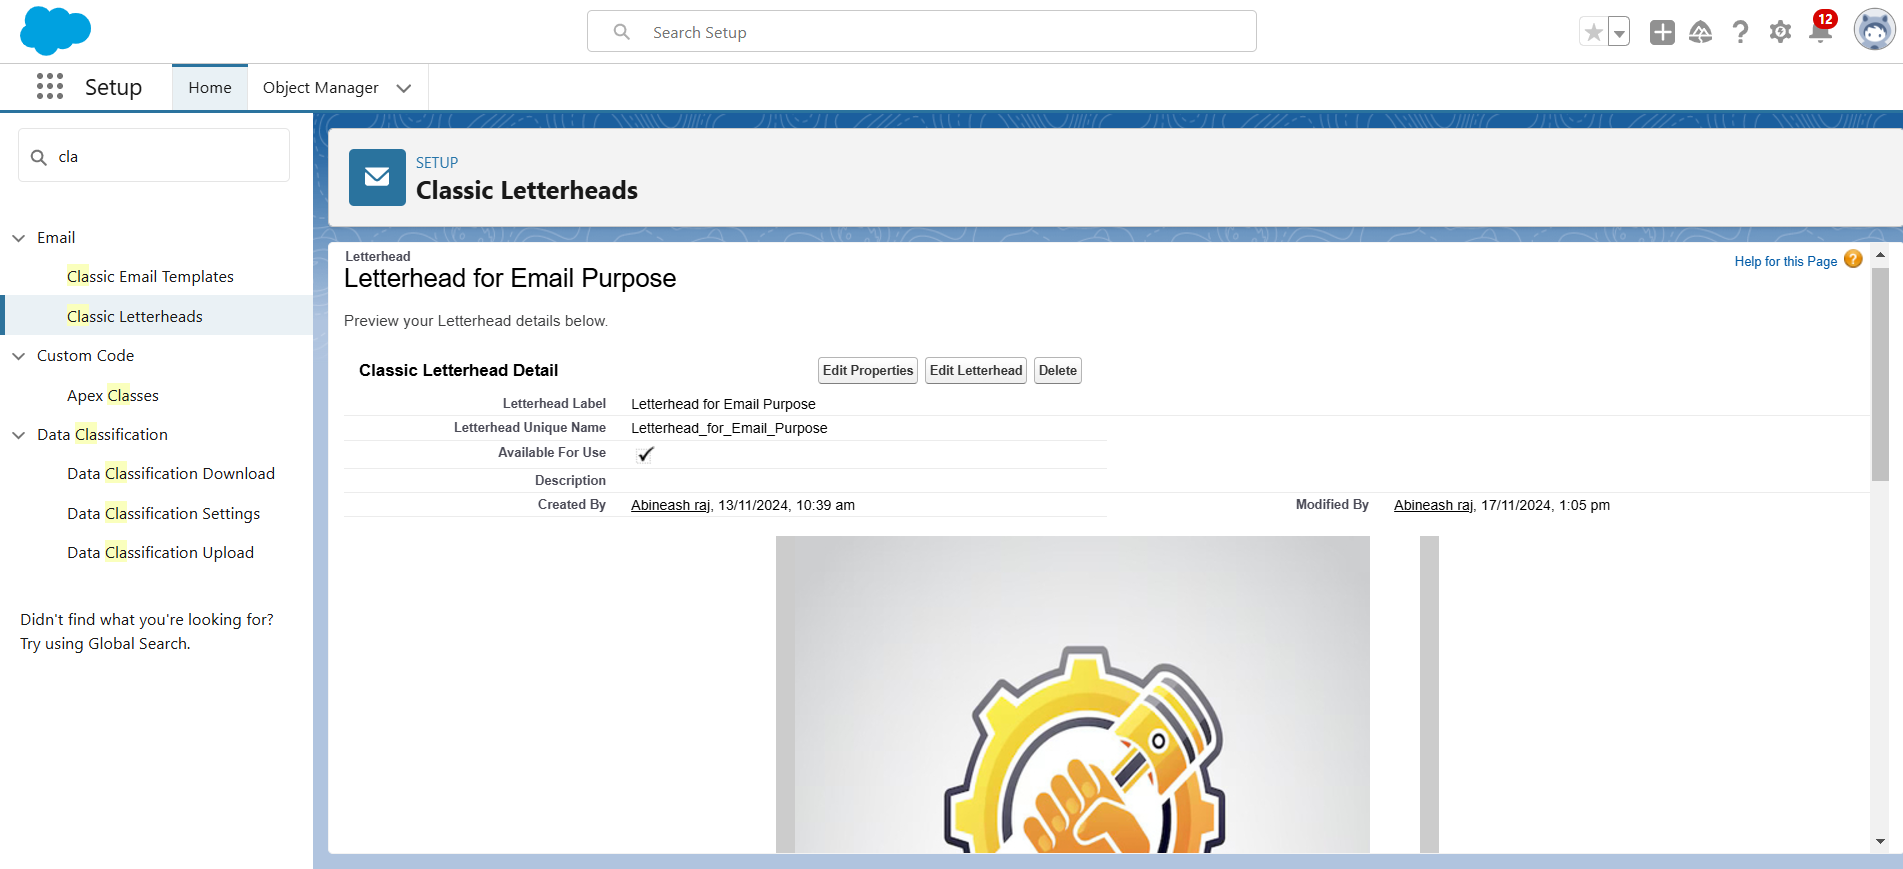 Search Setup
12
Setup
Home
Object Manager
cla
Email
Classic Email Templates
Classic Letterheads
Custom Code
Apex Classes
Data Classification
Data Classification Download
Data Classification Settings
Data Classification Upload
Didn't find what you're looking for?
Try using Global Search.
SETUP
Classic Letterheads
Letterhead
Letterhead for Email Purpose
Help for this Page ?
Preview your Letterhead details below.
Classic Letterhead Detail
Edit Properties Edit Letterhead Delete
Letterhead Label Letterhead for Email Purpose
Letterhead Unique Name Letterhead_for_Email_Purpose
Available For Use
Description
Created By Abineash raj, 13/11/2024, 10:39 am Modified By Abineash raj, 17/11/2024, 1:05 pm